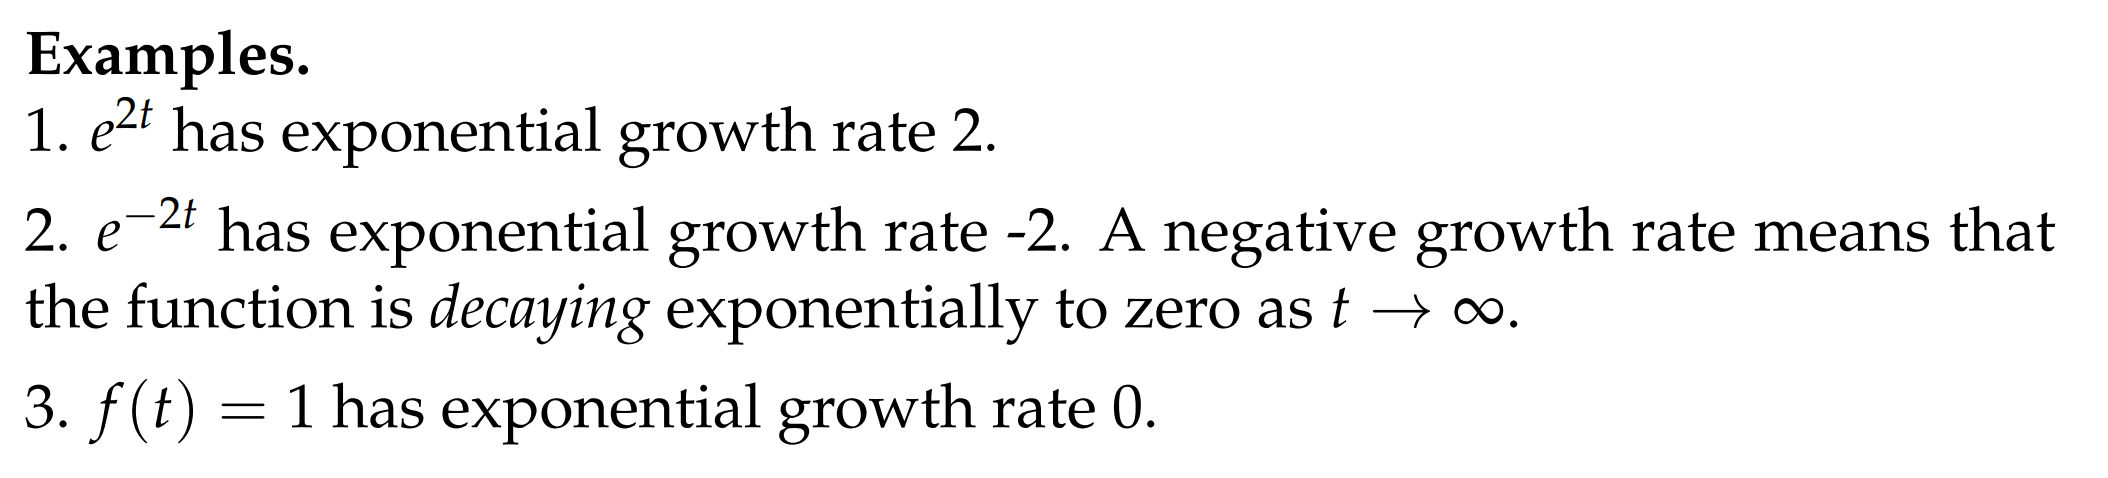 Examples.
1. $e^{2t}$ has exponential growth rate 2.
2. $e^{-2t}$ has exponential growth rate -2. A negative growth rate means that
the function is decaying exponentially to zero as $t \to \infty$.
3. $f(t) = 1$ has exponential growth rate 0.